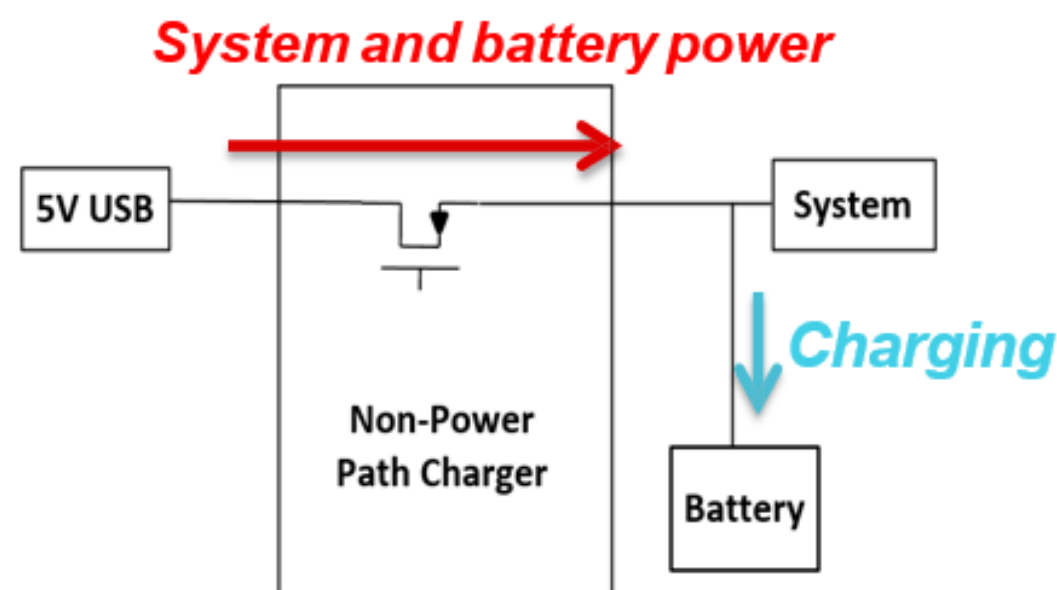 System and battery power
5V USB
System
Charging
Non-Power
Path Charger
Battery